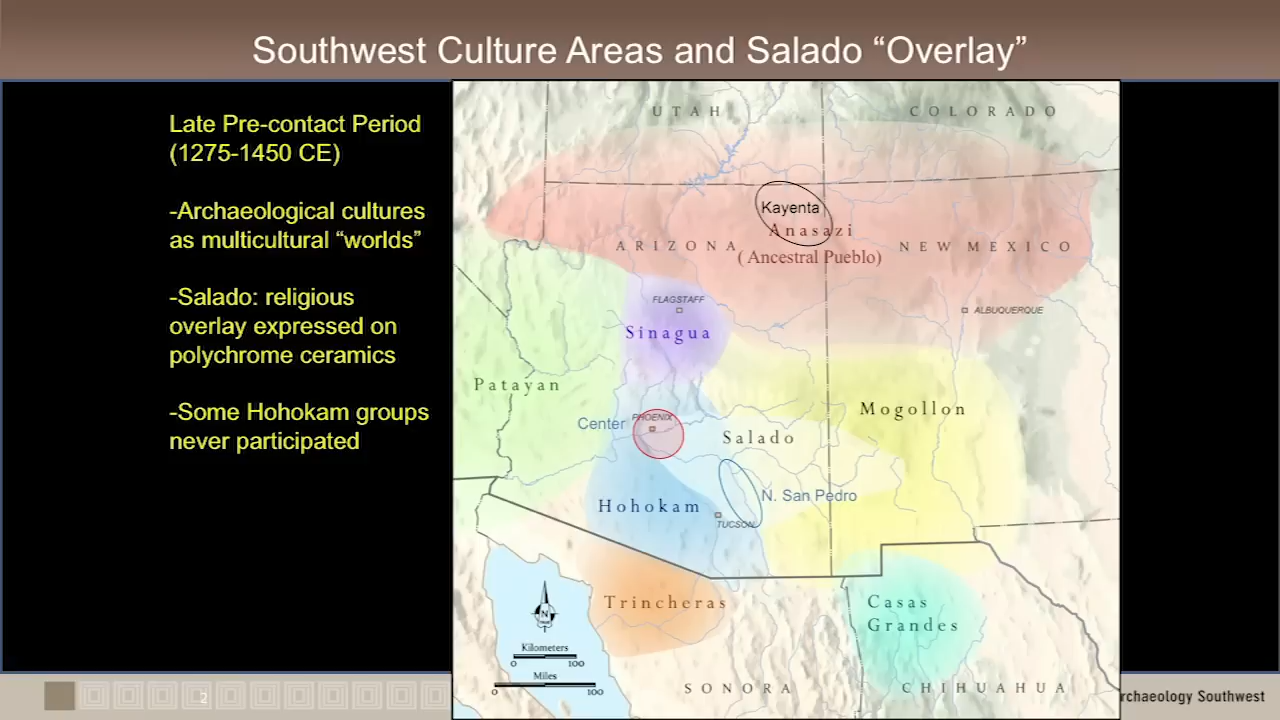 Southwest Culture Areas and Salado “Overlay”
Late Pre-contact Period
(1275-1450 CE)
-Archaeological cultures
as multicultural “worlds”
-Salado: religious
overlay expressed on
polychrome ceramics
-Some Hohokam groups
never participated
UTAH
COLORADO
Kayenta
Anasazi
ARIZONA
NEW MEXICO
( Ancestral Pueblo)
FLAGSTAFF
ALBUQUERQUE
Sinagua
Patayan
Mogollon
PHOENIX
Center
Salado
N. San Pedro
Hohokam
TUCSON
Trincheras
Casas
Grandes
N
Kilometers
0 100
Miles
0 100
SONORA
CHIHUAHUA
2
rchaeology Southwest